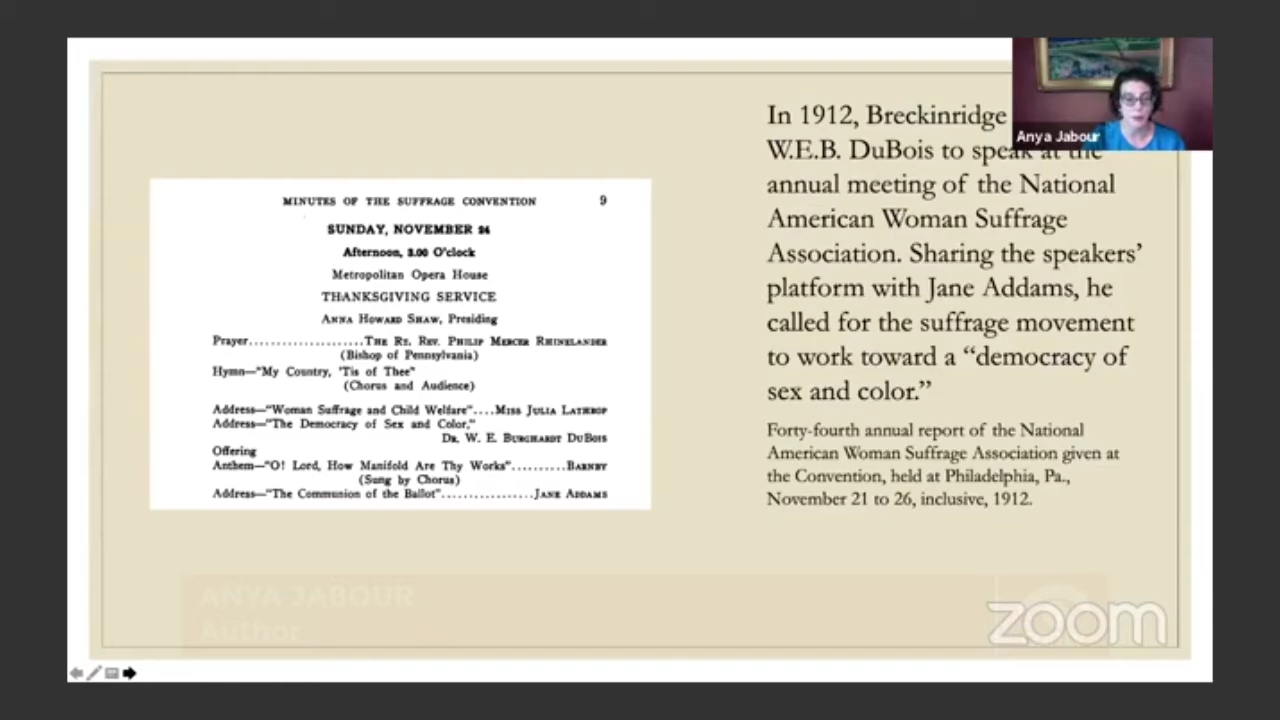 MINUTES OF THE SUFFRAGE CONVENTION 9
SUNDAY, NOVEMBER 24
Afternoon, 3.00 O'clock
Metropolitan Opera House
THANKSGIVING SERVICE
ANNA HOWARD SHAW, Presiding
Prayer.....................THE RT. REV. PHILIP MERCER RHINELANDER
(Bishop of Pennsylvania)
Hymn—"My Country, 'Tis of Thee"
(Chorus and Audience)
Address—"Woman Suffrage and Child Welfare"....MISS JULIA LATHROP
Address—"The Democracy of Sex and Color,"
DR. W. E. BURGHARDT DUBOIS
Offering
Anthem—"O! Lord, How Manifold Are Thy Works"..........BARNBY
(Sung by Chorus)
Address—"The Communion of the Ballot"................JANE ADDAMS
In 1912, Breckinridge
W.E.B. DuBois to speak at the
annual meeting of the National
American Woman Suffrage
Association. Sharing the speakers’
platform with Jane Addams, he
called for the suffrage movement
to work toward a “democracy of
sex and color.”
Forty-fourth annual report of the National
American Woman Suffrage Association given at
the Convention, held at Philadelphia, Pa.,
November 21 to 26, inclusive, 1912.
Anya Jabour
ANYA JABOUR
Author
zoom